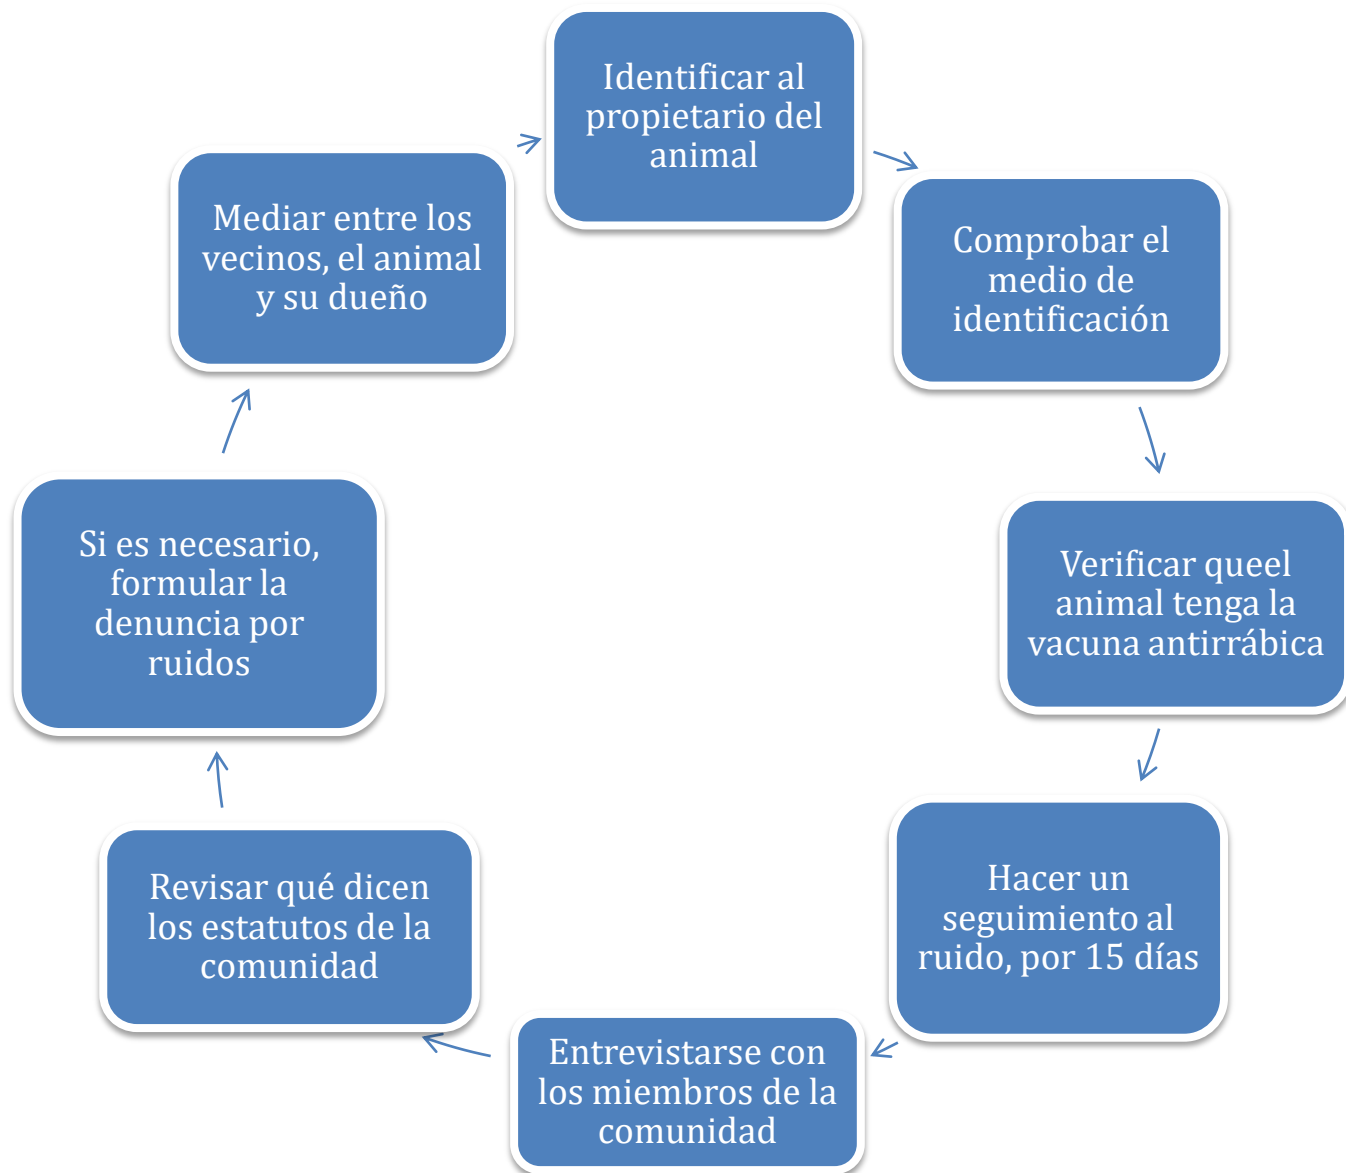 Identificar al
propietario del
animal
Comprobar el
medio de
identificación
Verificar queel
animal tenga la
vacuna antirrábica
Hacer un
seguimiento al
ruido, por 15 días
Entrevistarse con
los miembros de la
comunidad
Revisar qué dicen
los estatutos de la
comunidad
Si es necesario,
formular la
denuncia por
ruidos
Mediar entre los
vecinos, el animal
y su dueño